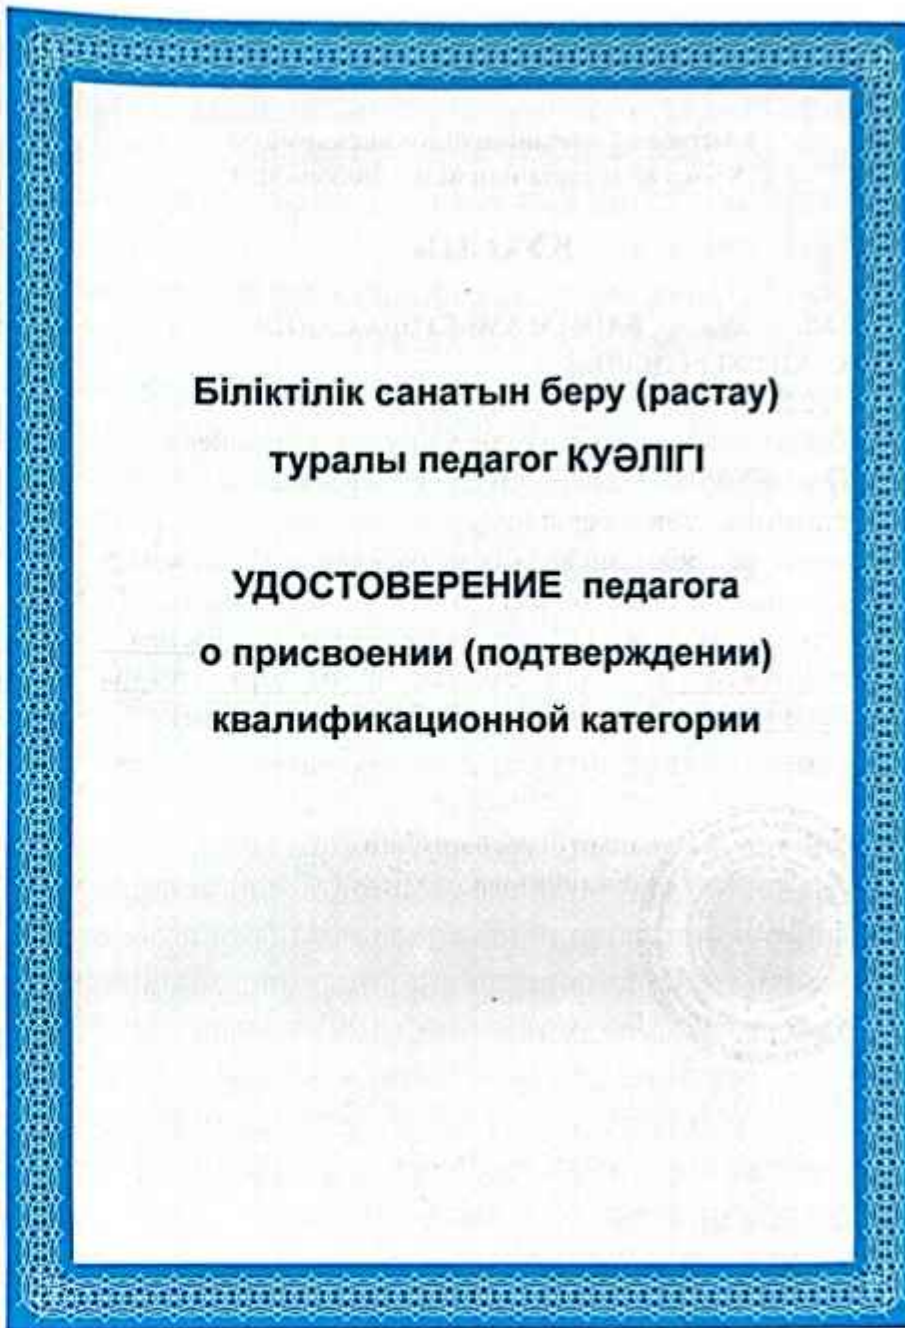 Біліктілік санатын беру (растау)
туралы педагог КУӘЛІГІ
УДОСТОВЕРЕНИЕ педагога
о присвоении (подтверждении)
квалификационной категории